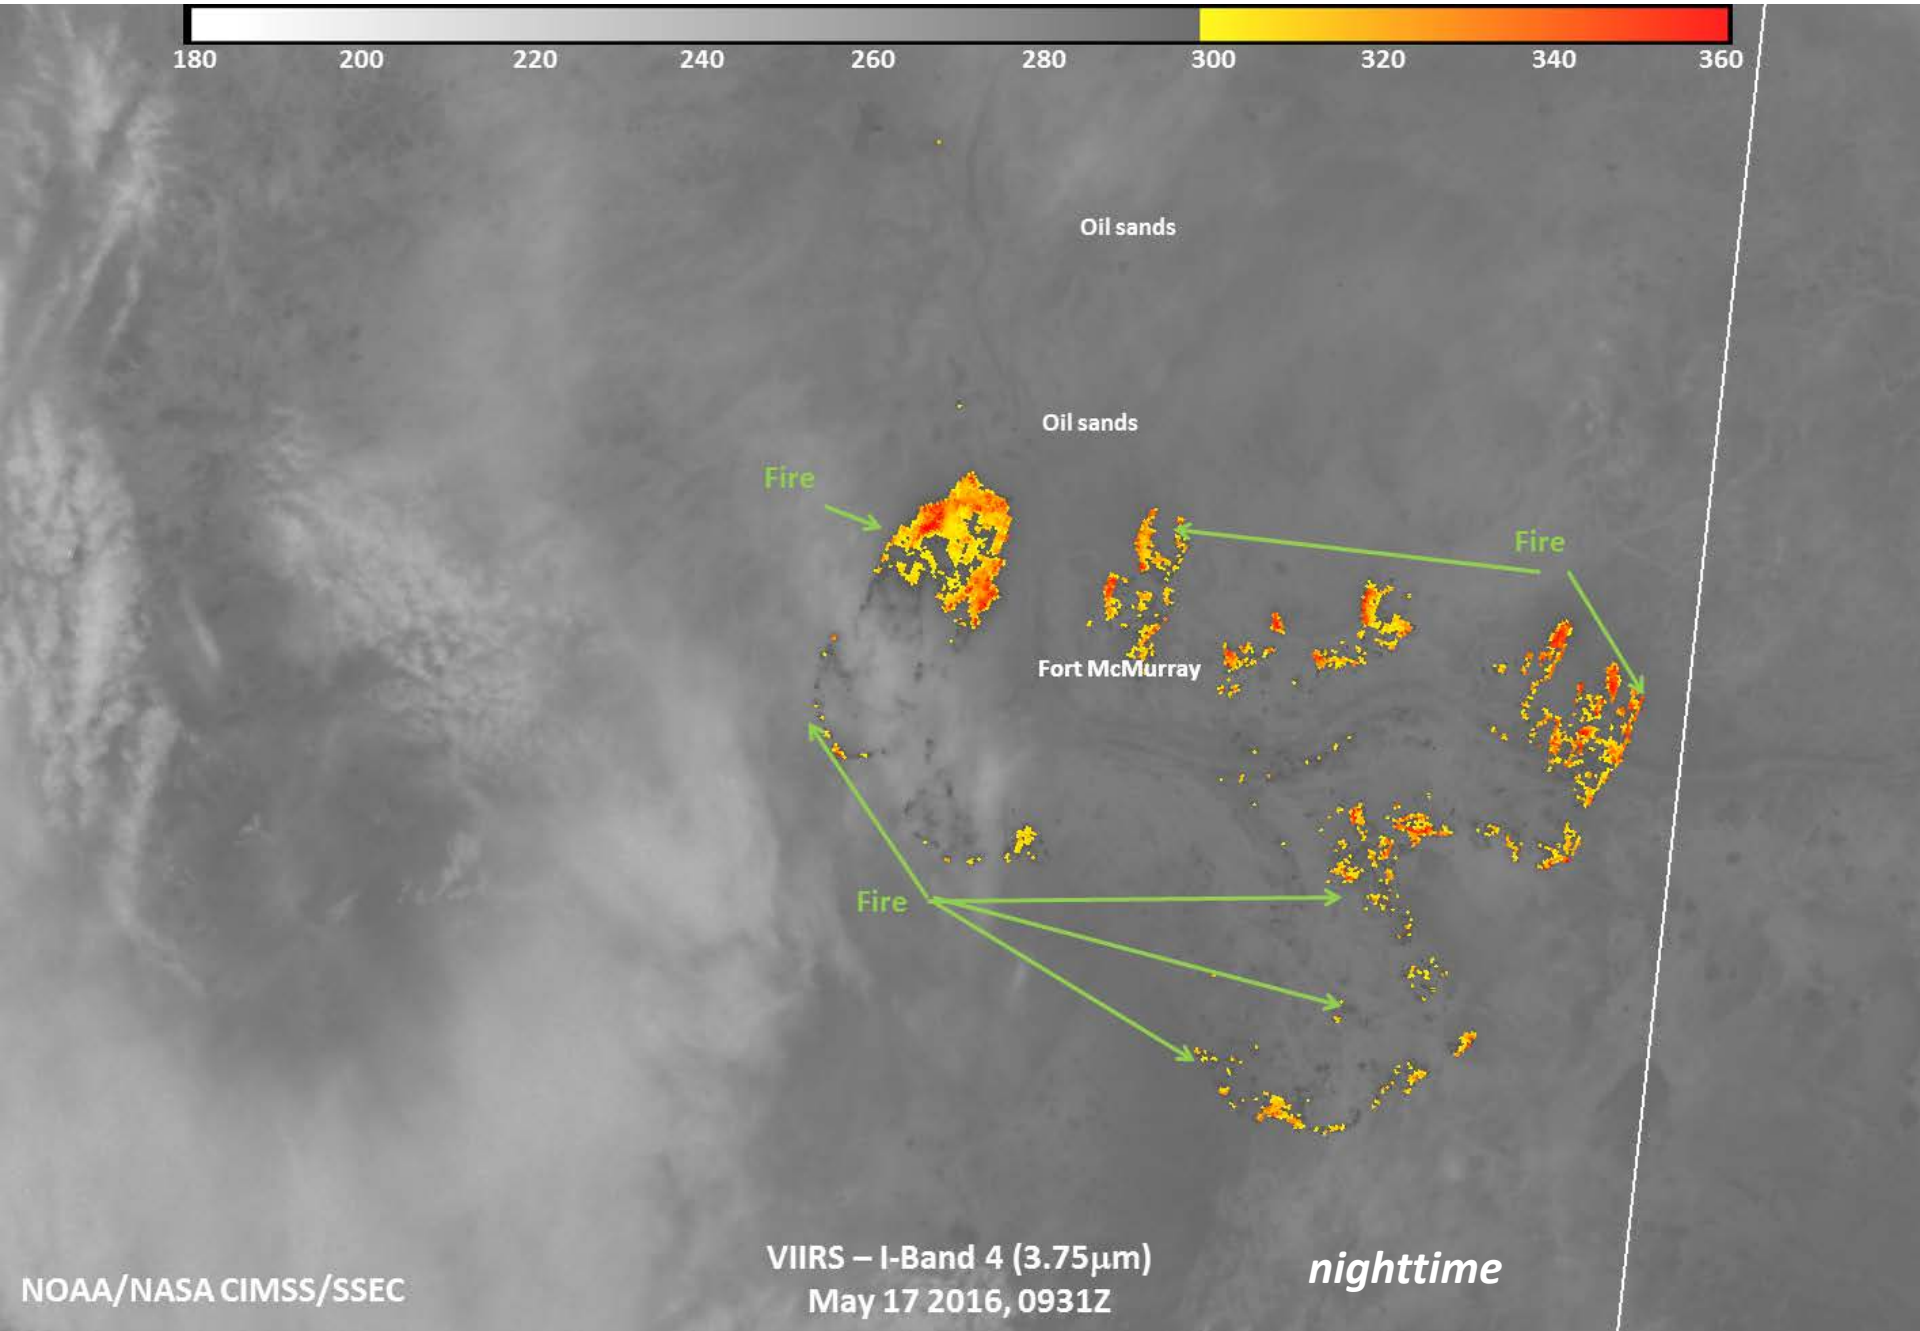 180 200 220 240 260 280 300 320 340 360
Oil sands
Oil sands
Fire
Fire
Fort McMurray
Fire
VIIRS – I-Band 4 (3.75μm)
May 17 2016, 0931Z
nighttime
NOAA/NASA CIMSS/SSEC